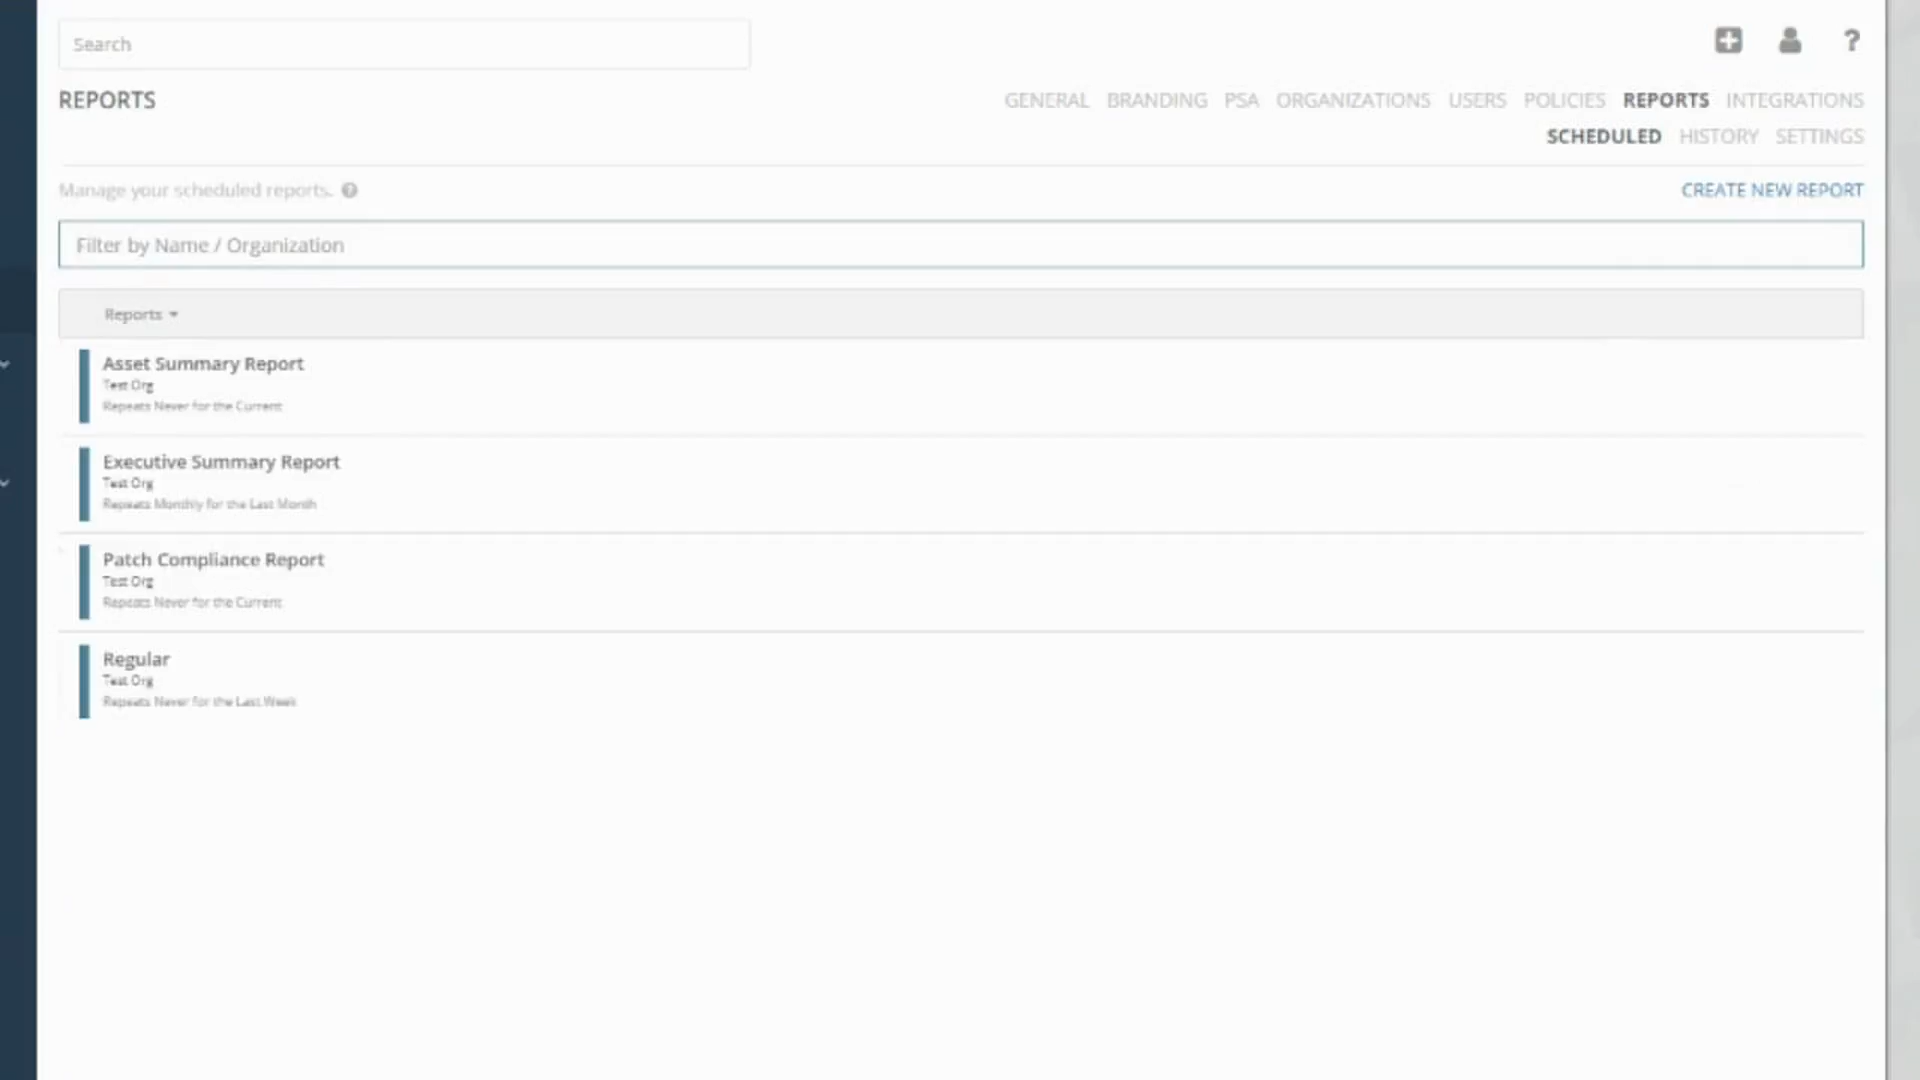 Search
REPORTS
GENERAL BRANDING PSA ORGANIZATIONS USERS POLICIES REPORTS INTEGRATIONS
SCHEDULED HISTORY SETTINGS
Manage your scheduled reports.
CREATE NEW REPORT
Filter by Name / Organization
Reports
Asset Summary Report
Test Org
Repeats Never for the Current
Executive Summary Report
Test Org
Repeats Monthly for the Last Month
Patch Compliance Report
Test Org
Repeats Never for the Current
Regular
Test Org
Repeats Never for the Last Week